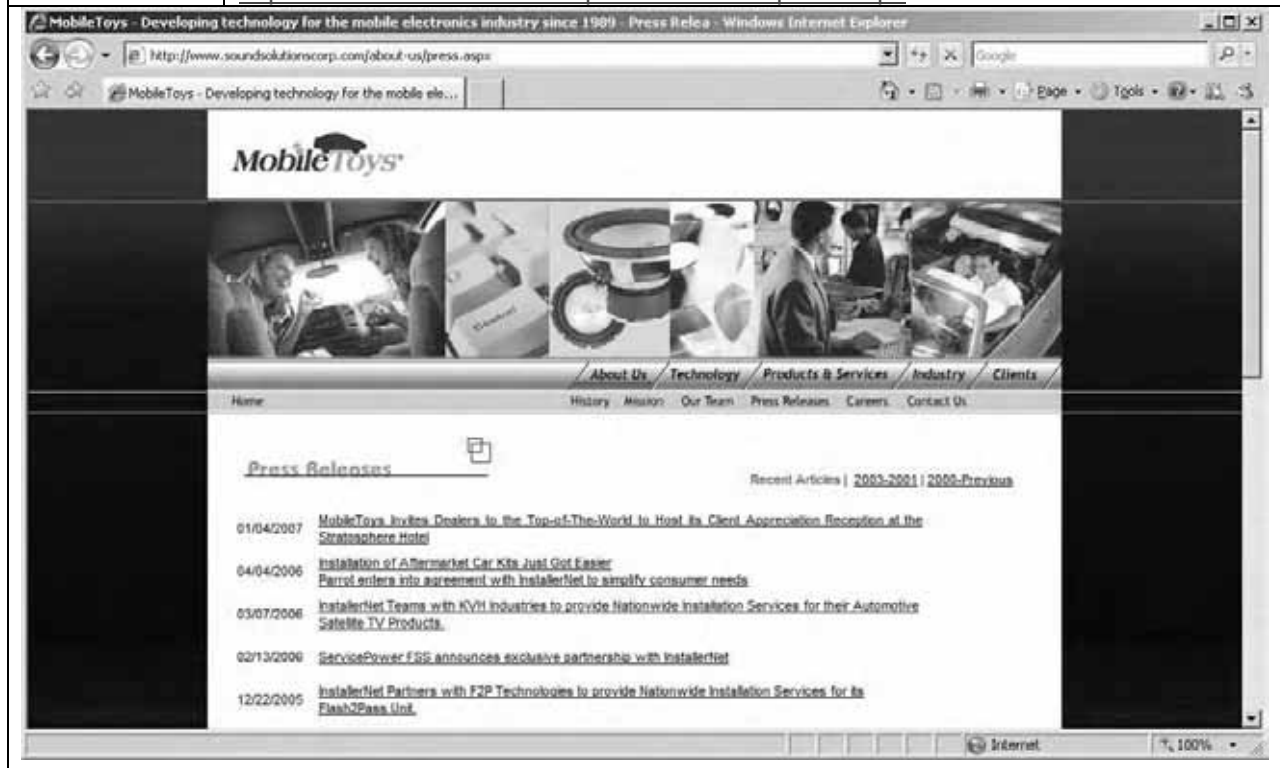 MobileToys - Developing technology for the mobile electronics industry since 1989 - Press Relea - Windows Internet Explorer
http://www.soundsolutionscorp.com/about-us/press.aspx
Google
MobileToys - Developing technology for the mobile ele...
Page
Tools
MobileToys
About Us / Technology / Products & Services / Industry / Clients
Home
History Mission Our Team Press Releases Careers Contact Us
Press Releases
Recent Articles | 2003-2001 | 2000-Previous
01/04/2007 MobileToys Invites Dealers to the Top-of-The-World to Host its Client Appreciation Reception at the
Stratosphere Hotel
04/04/2006 Installation of Aftermarket Car Kits Just Got Easier
Parrot enters into agreement with InstallerNet to simplify consumer needs
03/07/2006 InstallerNet Teams with KVH Industries to provide Nationwide Installation Services for their Automotive
Satellite TV Products.
02/13/2006 ServicePower FSS announces exclusive partnership with InstallerNet
12/22/2005 InstallerNet Partners with F2P Technologies to provide Nationwide Installation Services for its
Flash2Pass Unit.
Internet
100%